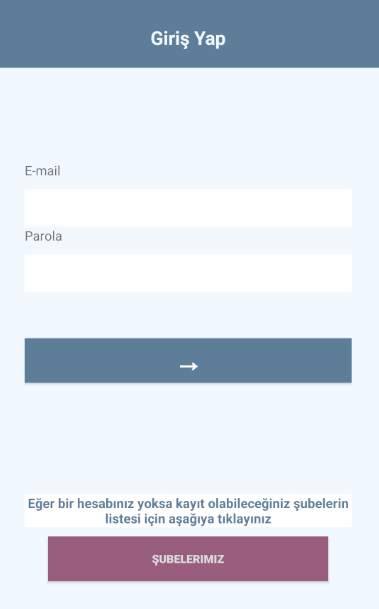 Giriş Yap
E-mail
Parola
→
Eğer bir hesabınız yoksa kayıt olabileceğiniz şubelerin
listesi için aşağıya tıklayınız
ŞUBELERIMIZ